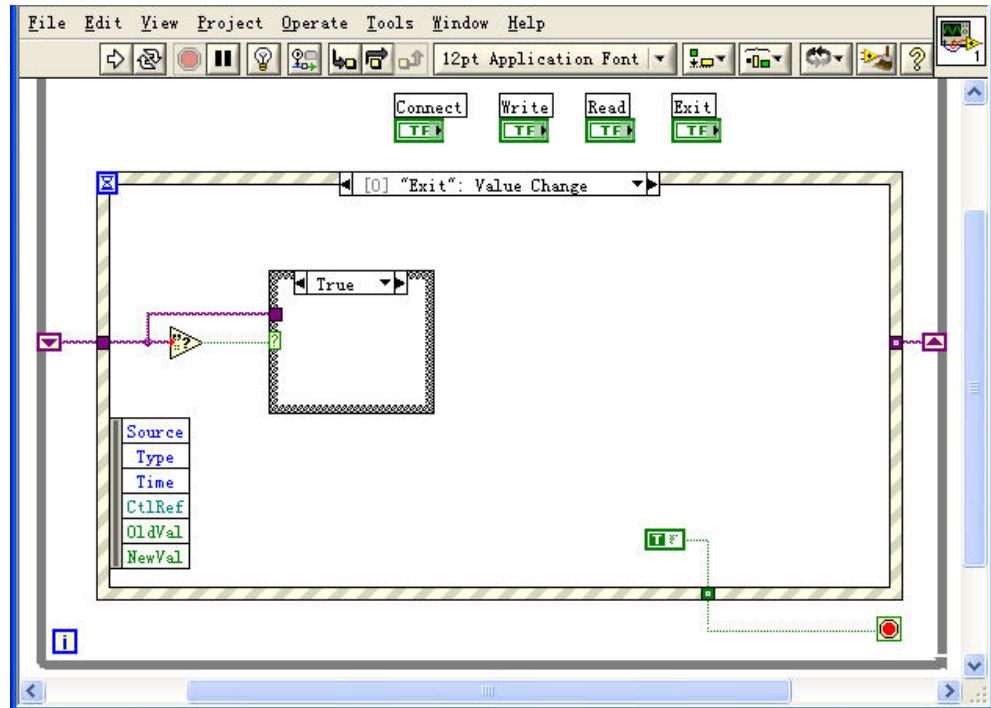 File Edit View Project Operate Tools Window Help
12pt Application Font
1
Connect Write Read Exit
TF TF TF TF
[0] "Exit": Value Change
True
?
?
Source
Type
Time
CtlRef
OldVal
NewVal
T F
i